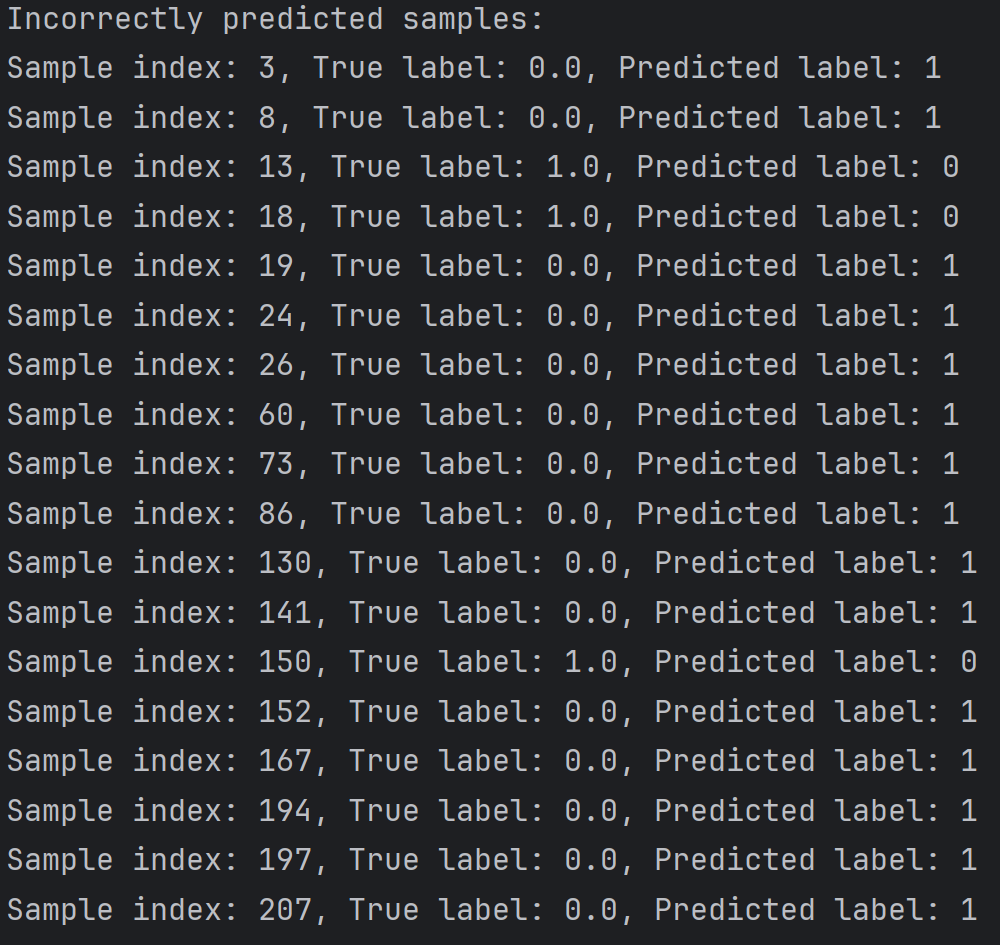 Incorrectly predicted samples:
Sample index: 3, True label: 0.0, Predicted label: 1
Sample index: 8, True label: 0.0, Predicted label: 1
Sample index: 13, True label: 1.0, Predicted label: 0
Sample index: 18, True label: 1.0, Predicted label: 0
Sample index: 19, True label: 0.0, Predicted label: 1
Sample index: 24, True label: 0.0, Predicted label: 1
Sample index: 26, True label: 0.0, Predicted label: 1
Sample index: 60, True label: 0.0, Predicted label: 1
Sample index: 73, True label: 0.0, Predicted label: 1
Sample index: 86, True label: 0.0, Predicted label: 1
Sample index: 130, True label: 0.0, Predicted label: 1
Sample index: 141, True label: 0.0, Predicted label: 1
Sample index: 150, True label: 1.0, Predicted label: 0
Sample index: 152, True label: 0.0, Predicted label: 1
Sample index: 167, True label: 0.0, Predicted label: 1
Sample index: 194, True label: 0.0, Predicted label: 1
Sample index: 197, True label: 0.0, Predicted label: 1
Sample index: 207, True label: 0.0, Predicted label: 1